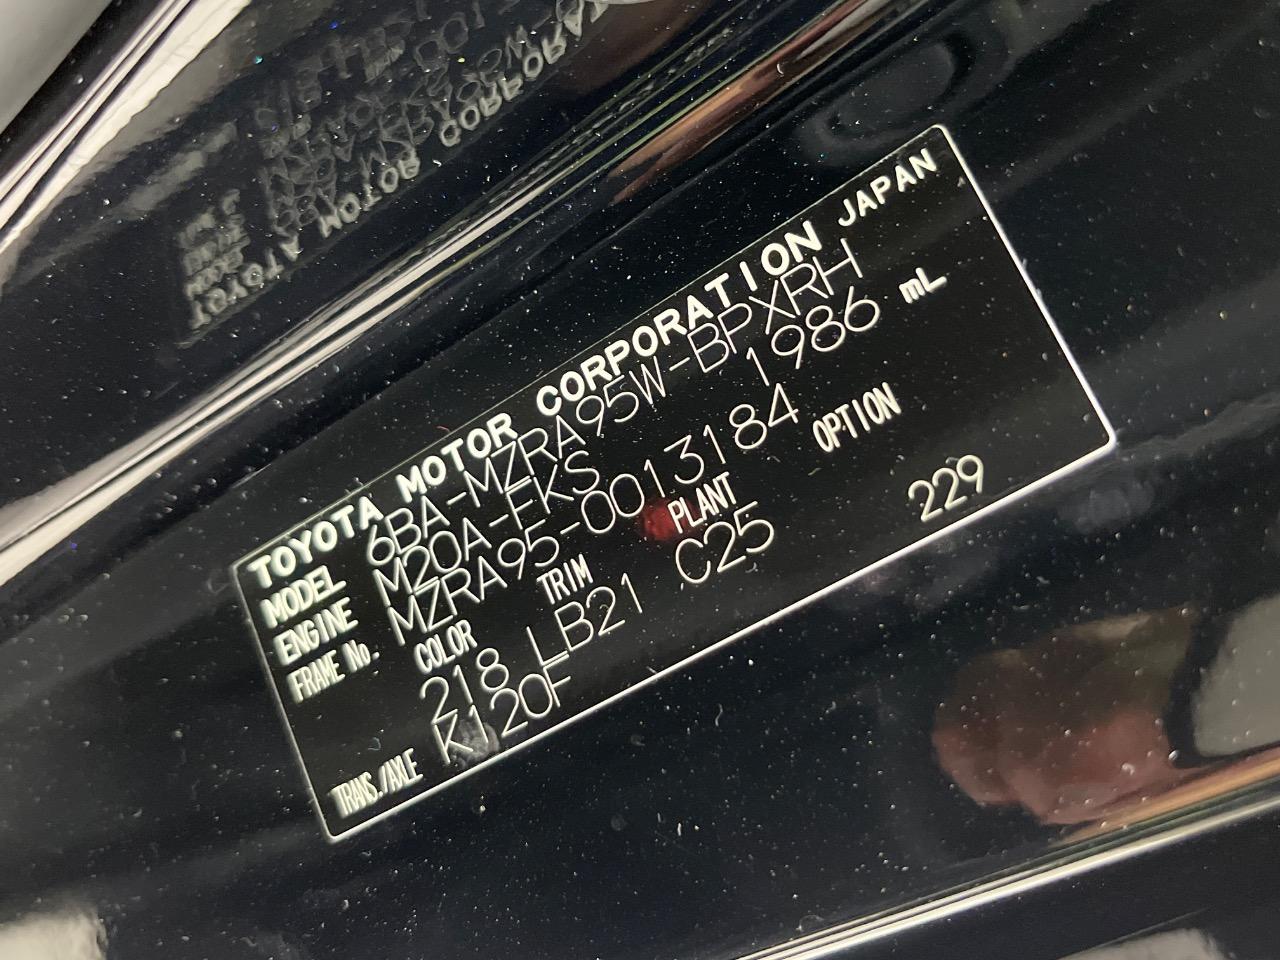 TOYOTA MOTOR CORPORATION JAPAN
MODEL 6BA-MZRA95W-BPXRH
ENGINE M20A-FKS 1986 mL
FRAME No. MZRA95-0013184
COLOR TRIM PLANT OPTION
218 LB21 C25 229
TRANS./AXLE K120F